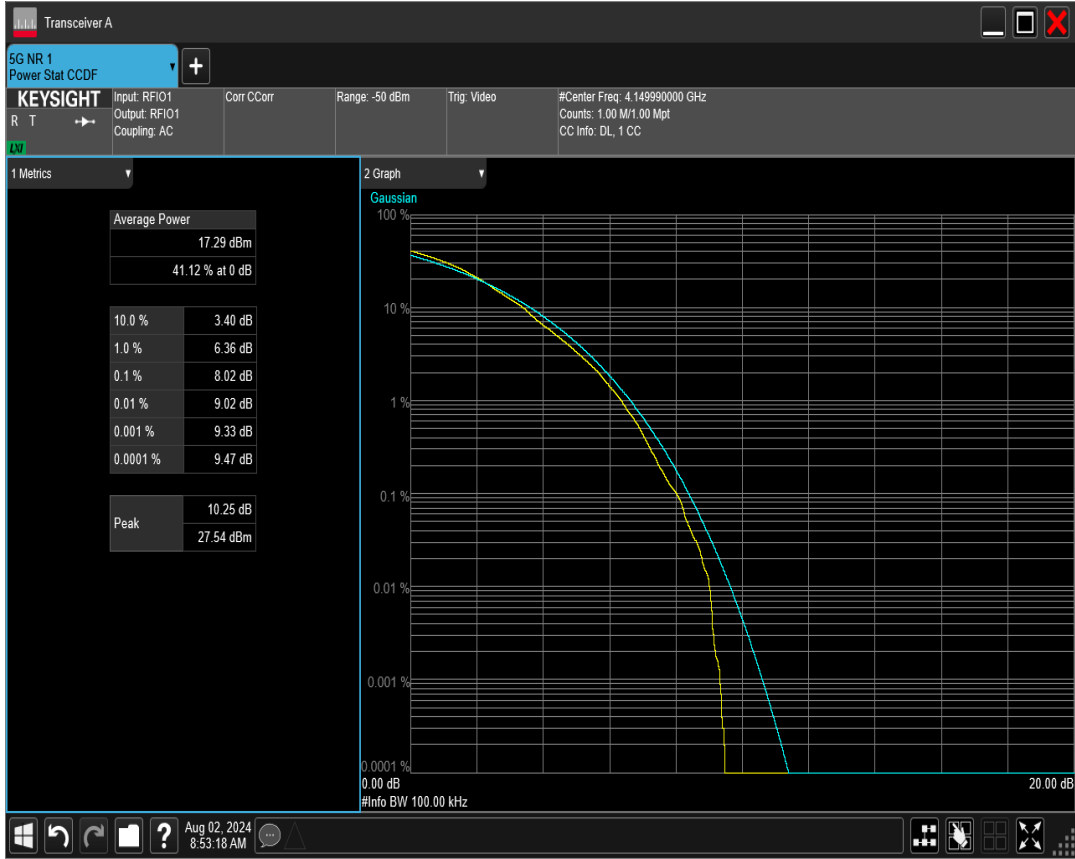 Transceiver A
5G NR 1
Power Stat CCDF
+
KEYSIGHT
R T
LXI
Input: RFIO1
Output: RFIO1
Coupling: AC
Corr CCorr
Range: -50 dBm
Trig: Video
#Center Freq: 4.149990000 GHz
Counts: 1.00 M/1.00 Mpt
CC Info: DL, 1 CC
1 Metrics
Average Power
17.29 dBm
41.12 % at 0 dB
10.0 % 3.40 dB
1.0 % 6.36 dB
0.1 % 8.02 dB
0.01 % 9.02 dB
0.001 % 9.33 dB
0.0001 % 9.47 dB
Peak 10.25 dB
27.54 dBm
2 Graph
Gaussian
100 %
10 %
1 %
0.1 %
0.01 %
0.001 %
0.0001 %
0.00 dB 20.00 dB
#Info BW 100.00 kHz
?
Aug 02, 2024
8:53:18 AM